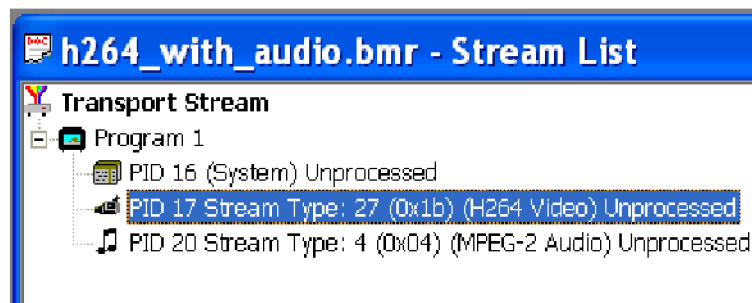 h264_with_audio.bmr - Stream List
Transport Stream
Program 1
PID 16 (System) Unprocessed
PID 17 Stream Type: 27 (0x1b) (H264 Video) Unprocessed
PID 20 Stream Type: 4 (0x04) (MPEG-2 Audio) Unprocessed